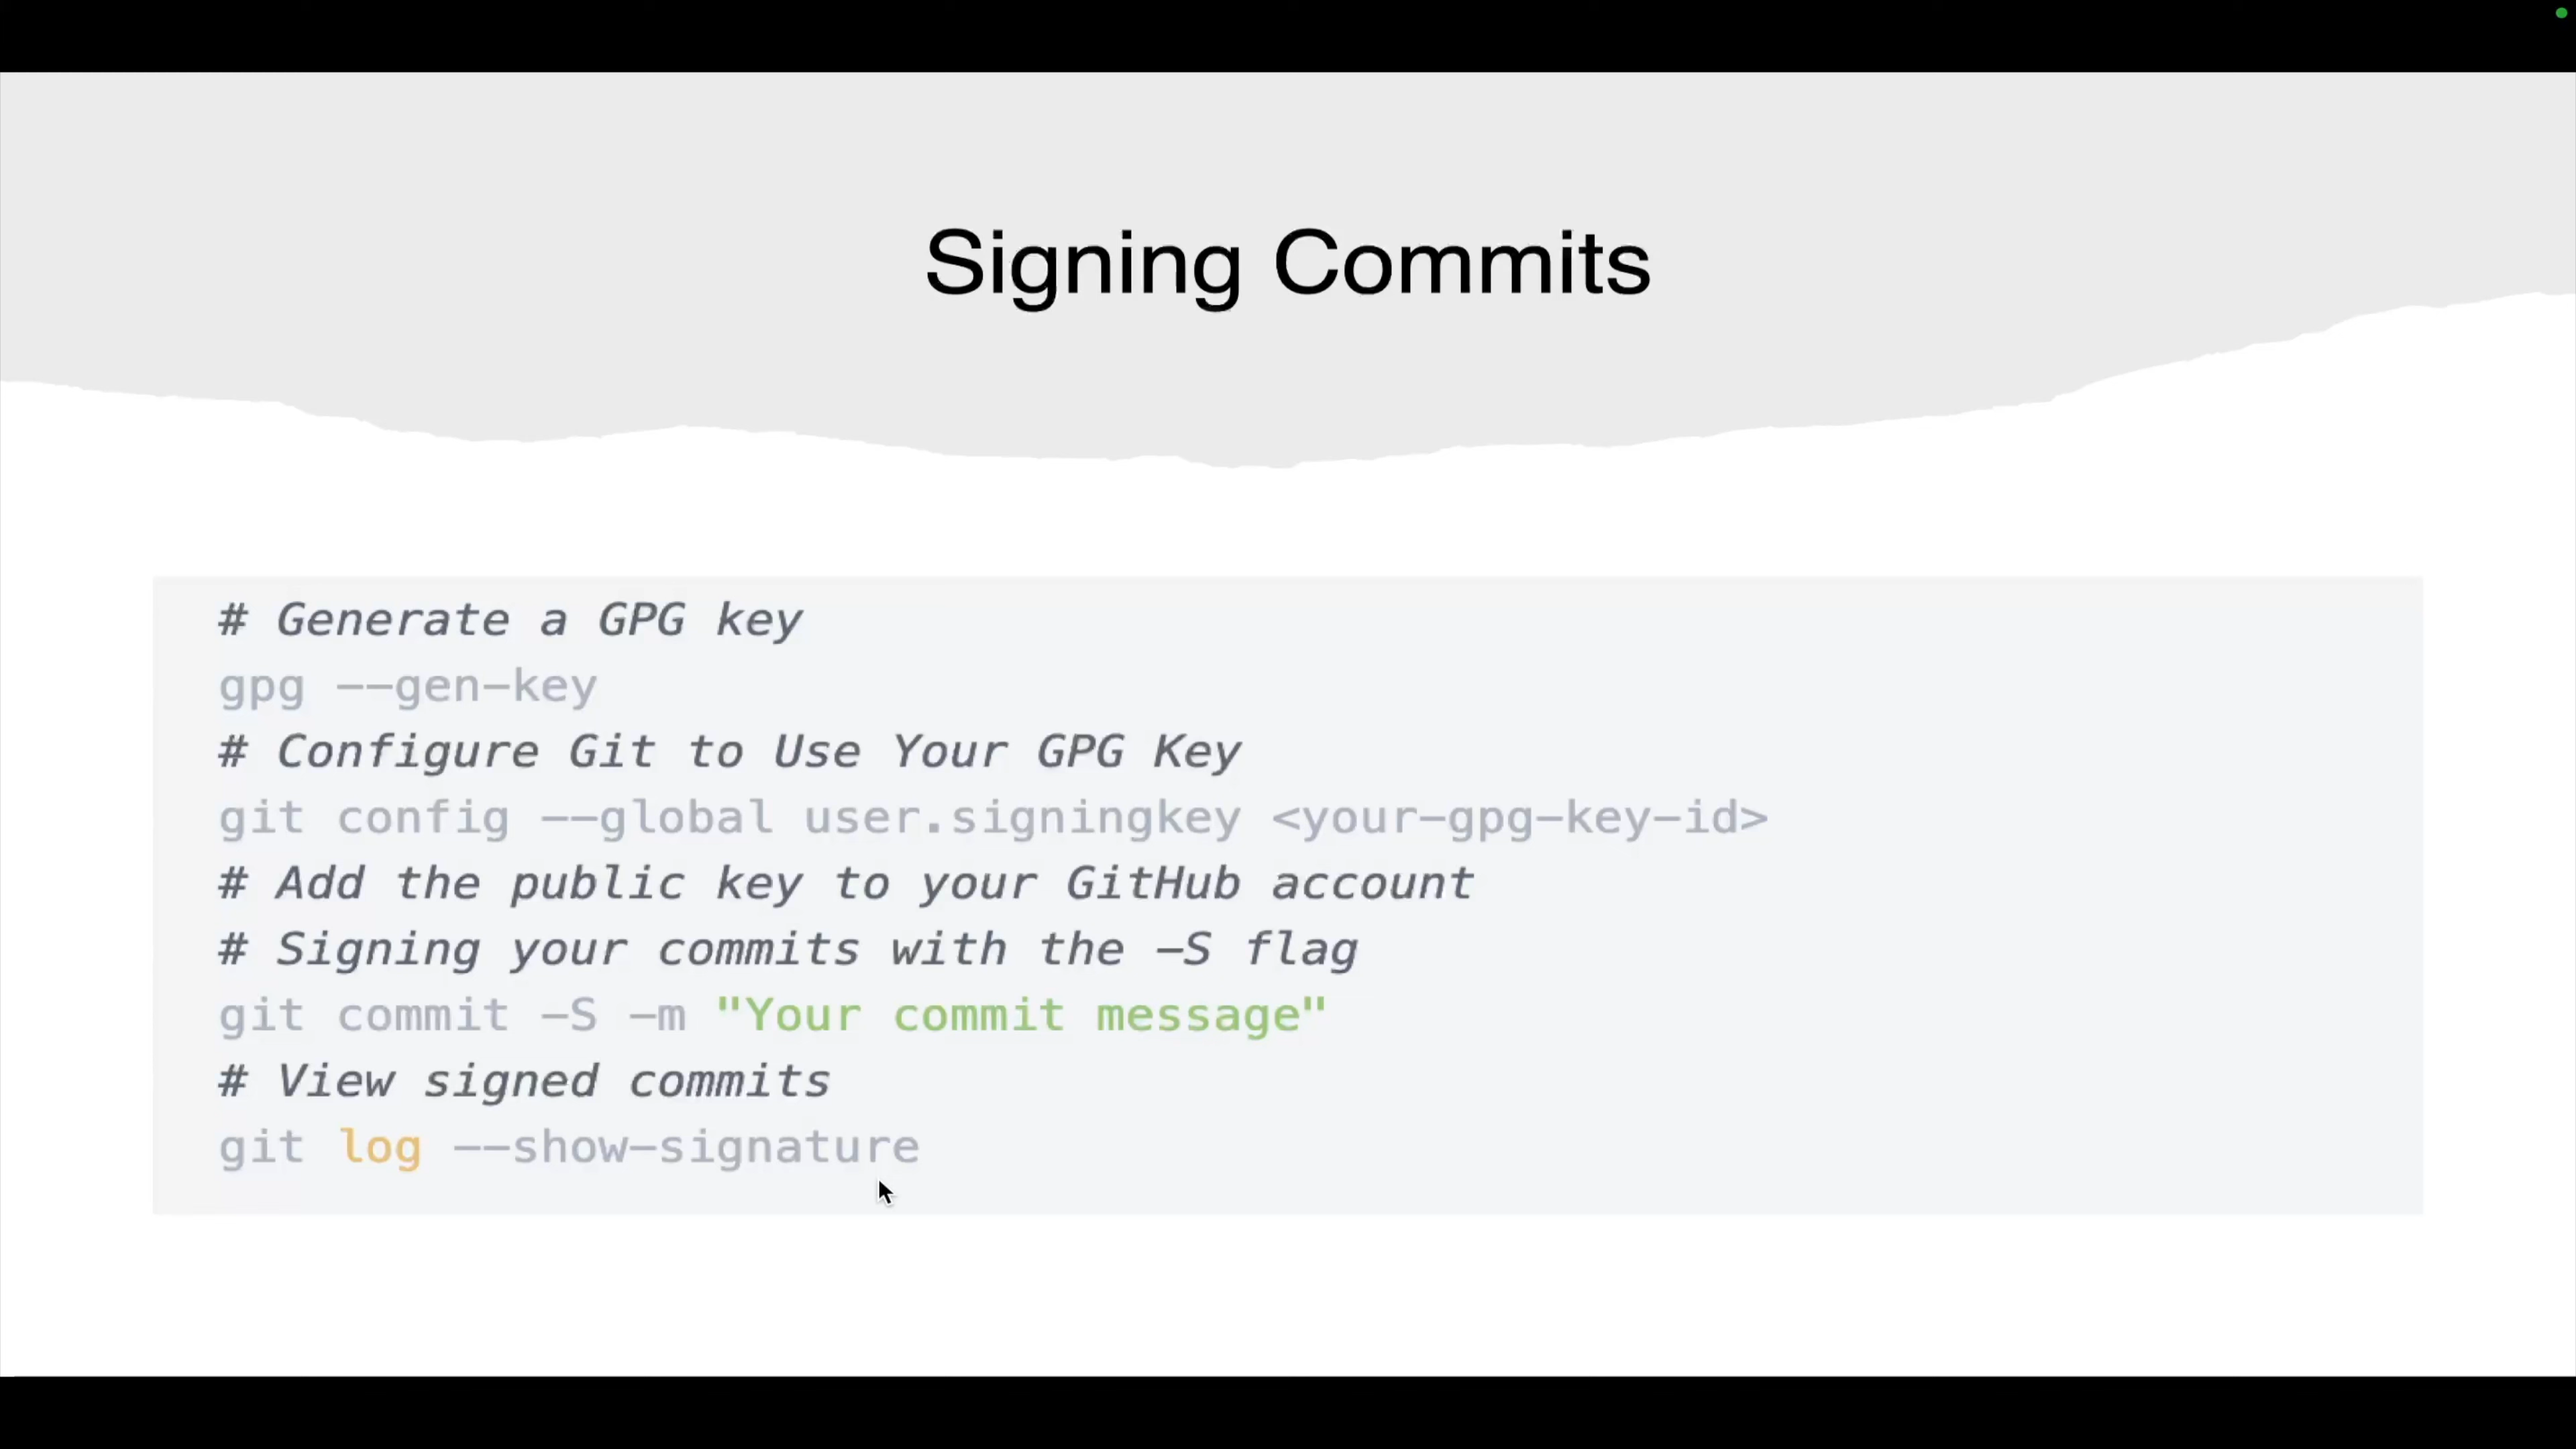 Signing Commits
# Generate a GPG key
gpg --gen-key
# Configure Git to Use Your GPG Key
git config --global user.signingkey <your-gpg-key-id>
# Add the public key to your GitHub account
# Signing your commits with the -S flag
git commit -S -m "Your commit message"
# View signed commits
git log --show-signature